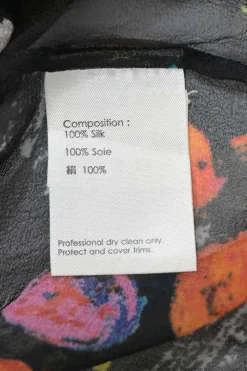 Composition :
100% Silk
100% Soie
絹 100%
Professional dry clean only.
Protect and cover trims.